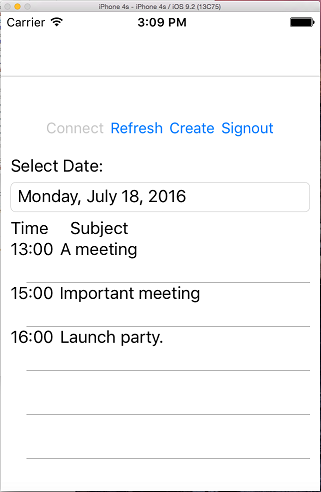 iPhone 4s - iPhone 4s / iOS 9.2 (13C75)
Carrer 3:09 PM
Connect Refresh Create Signout
Select Date:
Monday, July 18, 2016
Time Subject
13:00 A meeting
15:00 Important meeting
16:00 Launch party.